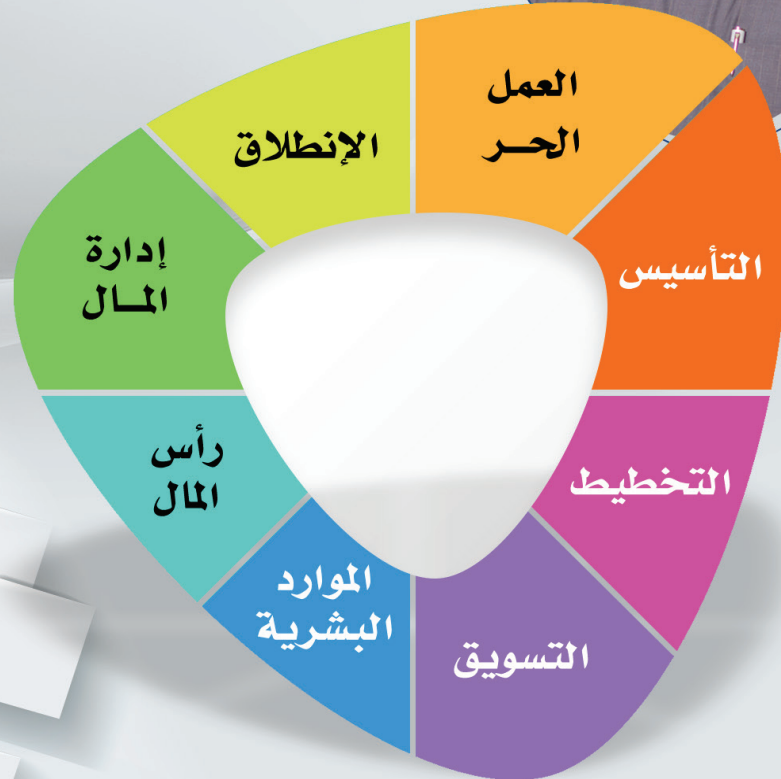 العمل
الحـــر
التأسيس
التخطيط
التسويق
الموارد
البشرية
رأس
المال
إدارة
المـــال
الإنطلاق